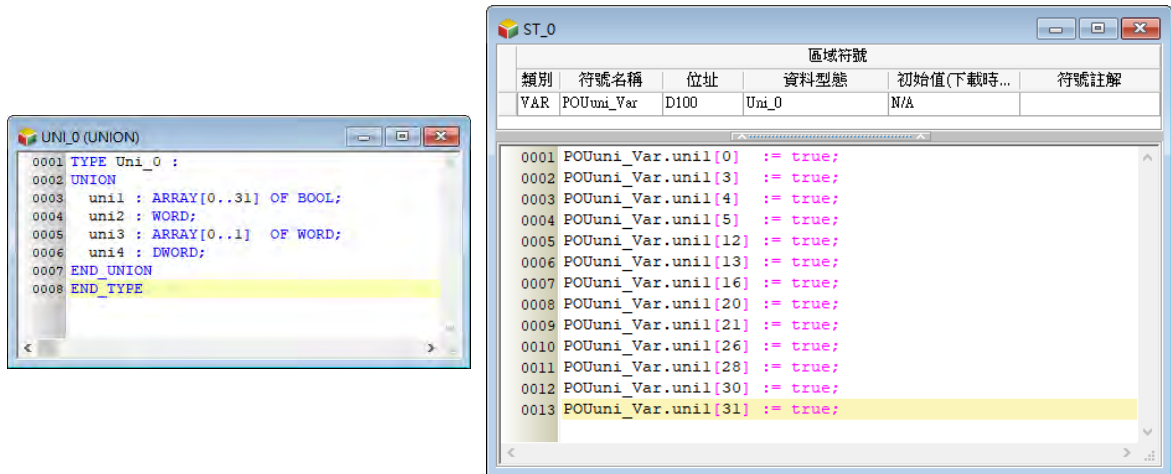 UNI_0 (UNION)
0001 TYPE Uni_0 :
0002 UNION
0003 uni1 : ARRAY[0..31] OF BOOL;
0004 uni2 : WORD;
0005 uni3 : ARRAY[0..1] OF WORD;
0006 uni4 : DWORD;
0007 END_UNION
0008 END_TYPE
ST_0
區域符號
類別 符號名稱 位址 資料型態 初始值(下載時... 符號註解
VAR POUuni_Var D100 Uni_0 N/A
0001 POUuni_Var.uni1[0] := true;
0002 POUuni_Var.uni1[3] := true;
0003 POUuni_Var.uni1[4] := true;
0004 POUuni_Var.uni1[5] := true;
0005 POUuni_Var.uni1[12] := true;
0006 POUuni_Var.uni1[13] := true;
0007 POUuni_Var.uni1[16] := true;
0008 POUuni_Var.uni1[20] := true;
0009 POUuni_Var.uni1[21] := true;
0010 POUuni_Var.uni1[26] := true;
0011 POUuni_Var.uni1[28] := true;
0012 POUuni_Var.uni1[30] := true;
0013 POUuni_Var.uni1[31] := true;